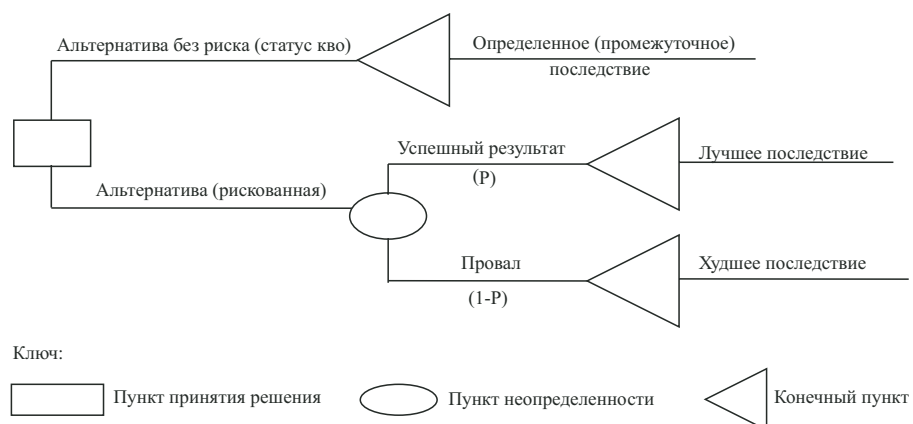 Альтернатива без риска (статус кво)
Определенное (промежуточное)
последствие
Успешный результат
(P)
Лучшее последствие
Альтернатива (рискованная)
Провал
(1-P)
Худшее последствие
Ключ:
Пункт принятия решения
Пункт неопределенности
Конечный пункт